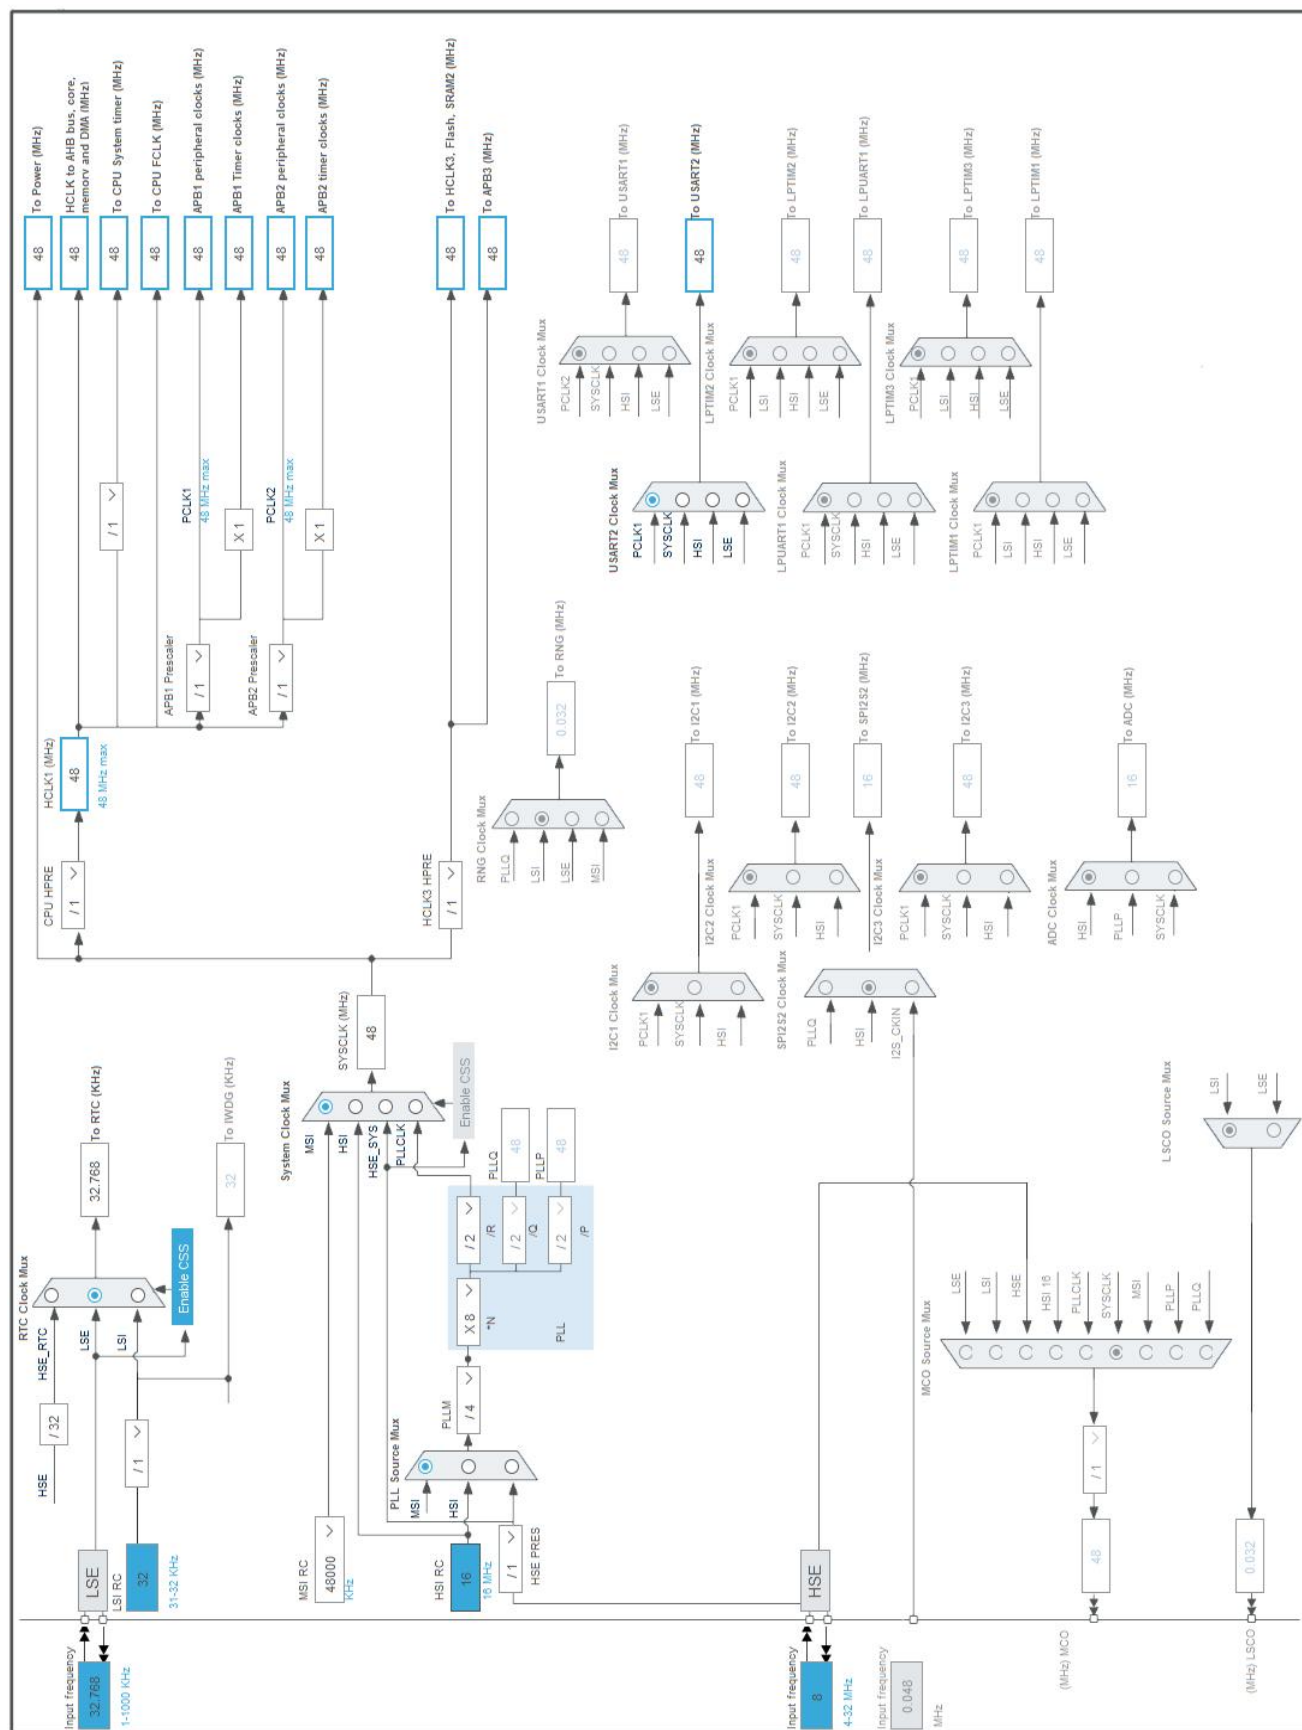 Input frequency
32.768
1-1000 KHz
LSE
LSI RC
32
31-32 KHz
HSE
/ 32
HSE_RTC
LSE
/ 1
LSI
RTC Clock Mux
Enable CSS
32.768
To RTC (KHz)
32
To IWDG (KHz)
MSI RC
48000
KHz
HSI RC
16
16 MHz
/ 1
HSE PRES
PLL Source Mux
MSI
HSI
PLLM
/ 4
X 8
*N
PLL
/ 2
/R
/ 2
/Q
/ 2
/P
PLLQ
48
PLLP
48
System Clock Mux
MSI
HSI
HSE_SYS
PLLCLK
Enable CSS
SYSCLK (MHz)
48
CPU HPRE
/ 1
HCLK1 (MHz)
48
48 MHz max
HCLK3 HPRE
/ 1
/ 1
APB1 Prescaler
/ 1
PCLK1
48 MHz max
X 1
APB2 Prescaler
/ 1
PCLK2
48 MHz max
X 1
48
To Power (MHz)
48
HCLK to AHB bus, core,
memory and DMA (MHz)
48
To CPU System timer (MHz)
48
To CPU FCLK (MHz)
48
APB1 peripheral clocks (MHz)
48
APB1 Timer clocks (MHz)
48
APB2 peripheral clocks (MHz)
48
APB2 timer clocks (MHz)
48
To HCLK3, Flash, SRAM2 (MHz)
48
To APB3 (MHz)
RNG Clock Mux
PLLQ
LSI
LSE
MSI
0.032
To RNG (MHz)
USART1 Clock Mux
PCLK2
SYSCLK
HSI
LSE
48
To USART1 (MHz)
USART2 Clock Mux
PCLK1
SYSCLK
HSI
LSE
48
To USART2 (MHz)
LPTIM2 Clock Mux
PCLK1
LSI
HSI
LSE
48
To LPTIM2 (MHz)
LPUART1 Clock Mux
PCLK1
SYSCLK
HSI
LSE
48
To LPUART1 (MHz)
LPTIM3 Clock Mux
PCLK1
LSI
HSI
LSE
48
To LPTIM3 (MHz)
LPTIM1 Clock Mux
PCLK1
LSI
HSI
LSE
48
To LPTIM1 (MHz)
I2C1 Clock Mux
PCLK1
SYSCLK
HSI
48
To I2C1 (MHz)
I2C2 Clock Mux
PCLK1
SYSCLK
HSI
48
To I2C2 (MHz)
SPI2S2 Clock Mux
PLLQ
HSI
I2S_CKIN
16
To SPI2S2 (MHz)
I2C3 Clock Mux
PCLK1
SYSCLK
HSI
48
To I2C3 (MHz)
ADC Clock Mux
HSI
PLLP
SYSCLK
16
To ADC (MHz)
Input frequency
8
4-32 MHz
HSE
Input frequency
0.048
MHz
MCO Source Mux
LSE
LSI
HSE
HSI 16
PLLCLK
SYSCLK
MSI
PLLP
PLLQ
/ 1
48
(MHz) MCO
LSCO Source Mux
LSI
LSE
0.032
(MHz) LSCO